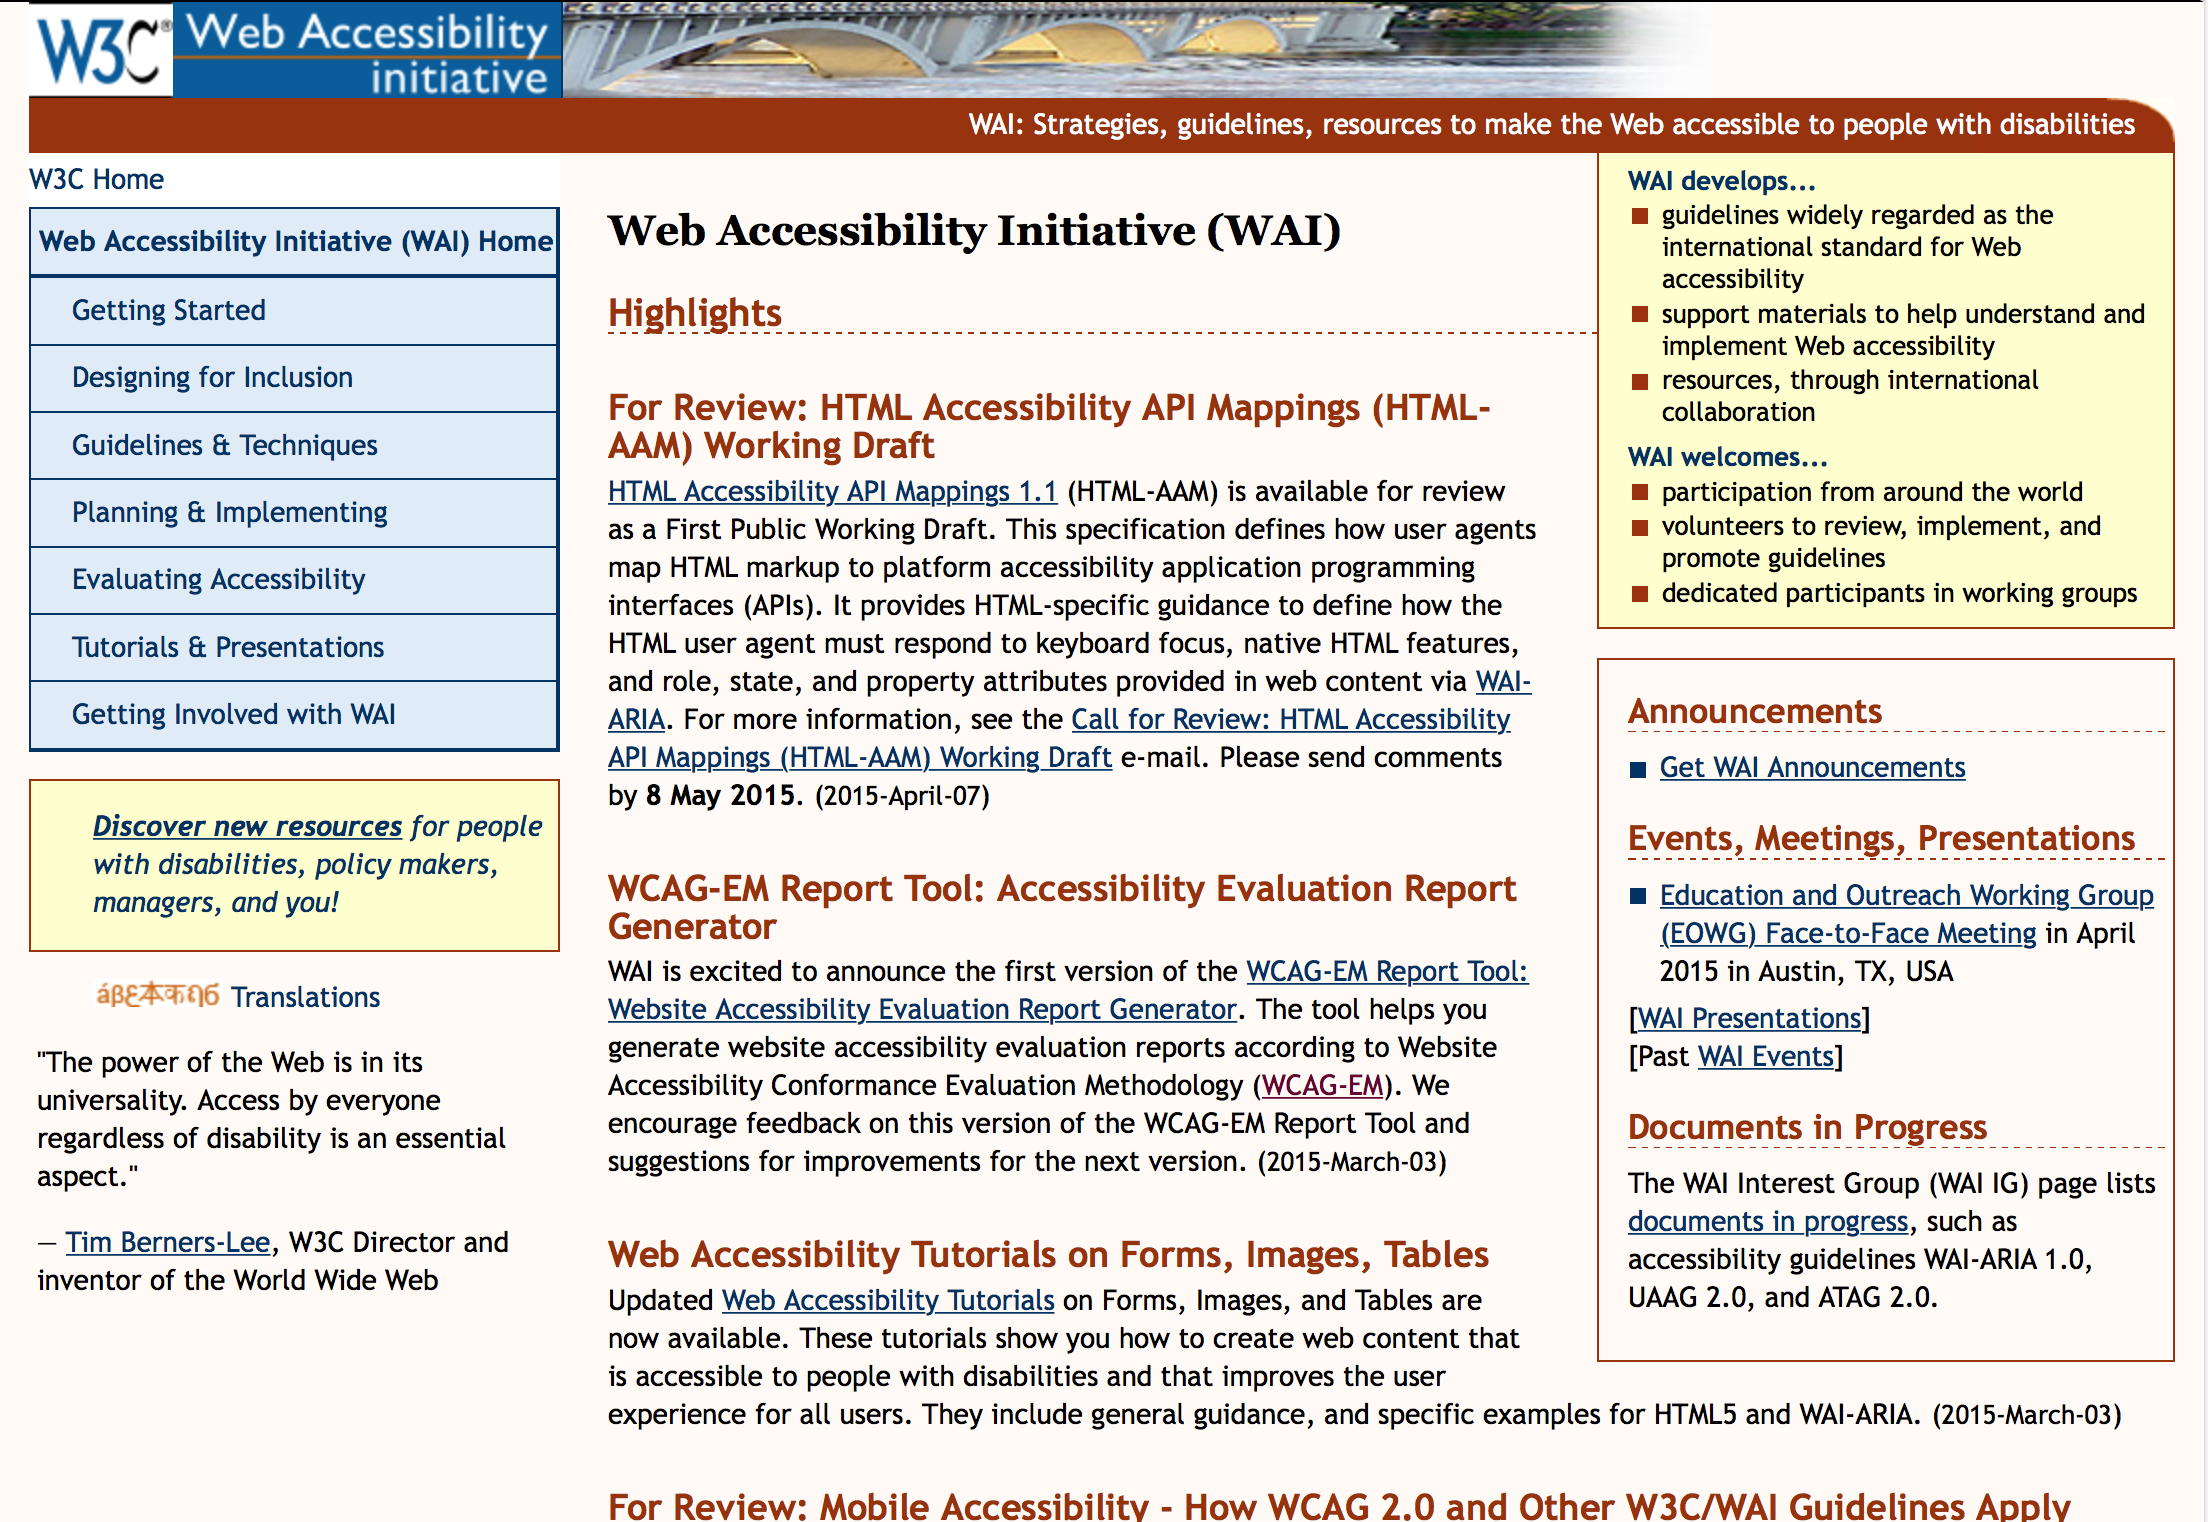 W3C®
Web Accessibility
initiative
WAI: Strategies, guidelines, resources to make the Web accessible to people with disabilities
W3C Home
Web Accessibility Initiative (WAI) Home
Getting Started
Designing for Inclusion
Guidelines & Techniques
Planning & Implementing
Evaluating Accessibility
Tutorials & Presentations
Getting Involved with WAI
Discover new resources for people
with disabilities, policy makers,
managers, and you!
Translations
"The power of the Web is in its
universality. Access by everyone
regardless of disability is an essential
aspect."
— Tim Berners-Lee, W3C Director and
inventor of the World Wide Web
Web Accessibility Initiative (WAI)
Highlights
For Review: HTML Accessibility API Mappings (HTML-
AAM) Working Draft
HTML Accessibility API Mappings 1.1 (HTML-AAM) is available for review
as a First Public Working Draft. This specification defines how user agents
map HTML markup to platform accessibility application programming
interfaces (APIs). It provides HTML-specific guidance to define how the
HTML user agent must respond to keyboard focus, native HTML features,
and role, state, and property attributes provided in web content via WAI-
ARIA. For more information, see the Call for Review: HTML Accessibility
API Mappings (HTML-AAM) Working Draft e-mail. Please send comments
by 8 May 2015. (2015-April-07)
WCAG-EM Report Tool: Accessibility Evaluation Report
Generator
WAI is excited to announce the first version of the WCAG-EM Report Tool:
Website Accessibility Evaluation Report Generator. The tool helps you
generate website accessibility evaluation reports according to Website
Accessibility Conformance Evaluation Methodology (WCAG-EM). We
encourage feedback on this version of the WCAG-EM Report Tool and
suggestions for improvements for the next version. (2015-March-03)
Web Accessibility Tutorials on Forms, Images, Tables
Updated Web Accessibility Tutorials on Forms, Images, and Tables are
now available. These tutorials show you how to create web content that
is accessible to people with disabilities and that improves the user
experience for all users. They include general guidance, and specific examples for HTML5 and WAI-ARIA. (2015-March-03)
For Review: Mobile Accessibility - How WCAG 2.0 and Other W3C/WAI Guidelines Apply
WAI develops...
guidelines widely regarded as the
international standard for Web
accessibility
support materials to help understand and
implement Web accessibility
resources, through international
collaboration
WAI welcomes...
participation from around the world
volunteers to review, implement, and
promote guidelines
dedicated participants in working groups
Announcements
Get WAI Announcements
Events, Meetings, Presentations
Education and Outreach Working Group
(EOWG) Face-to-Face Meeting in April
2015 in Austin, TX, USA
[WAI Presentations]
[Past WAI Events]
Documents in Progress
The WAI Interest Group (WAI IG) page lists
documents in progress, such as
accessibility guidelines WAI-ARIA 1.0,
UAAG 2.0, and ATAG 2.0.